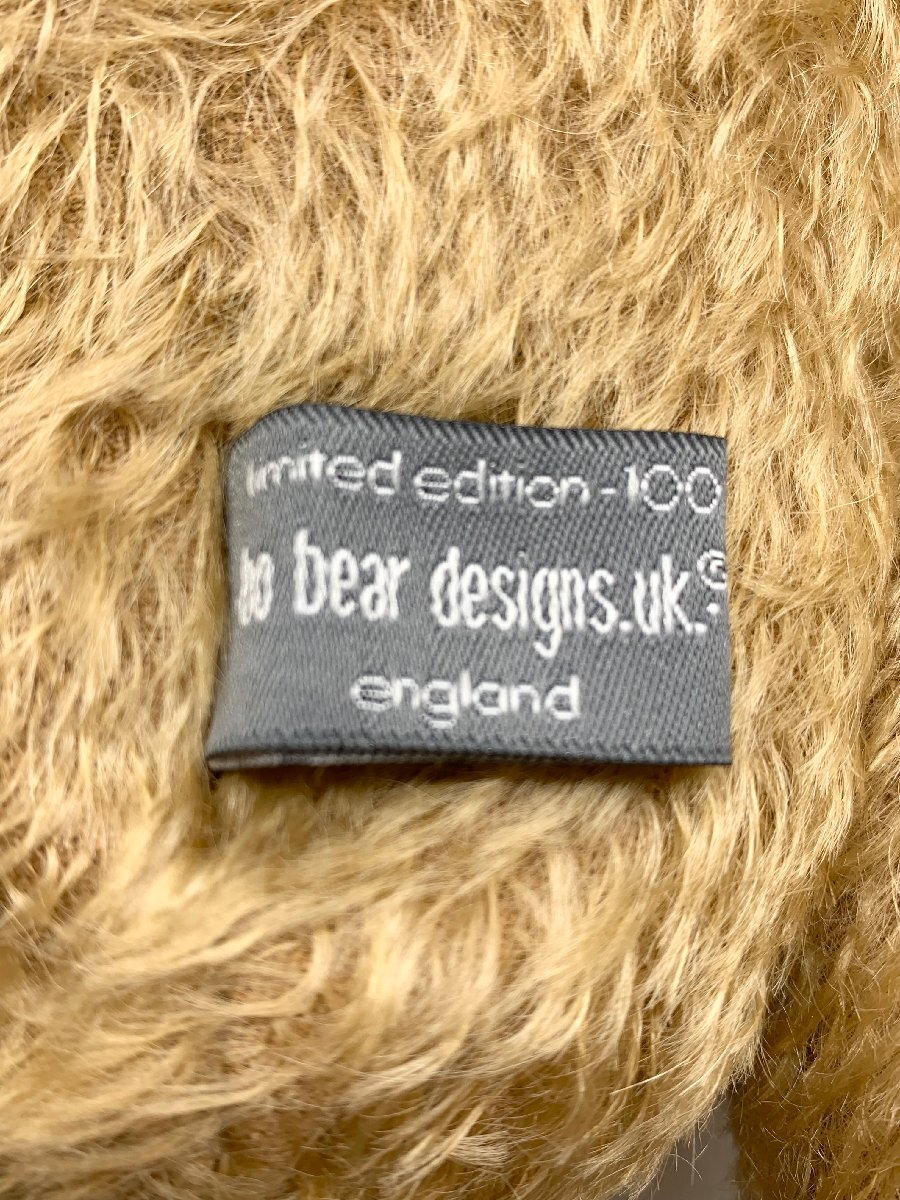 limited edition - 100
bo bear designs.uk.©
england